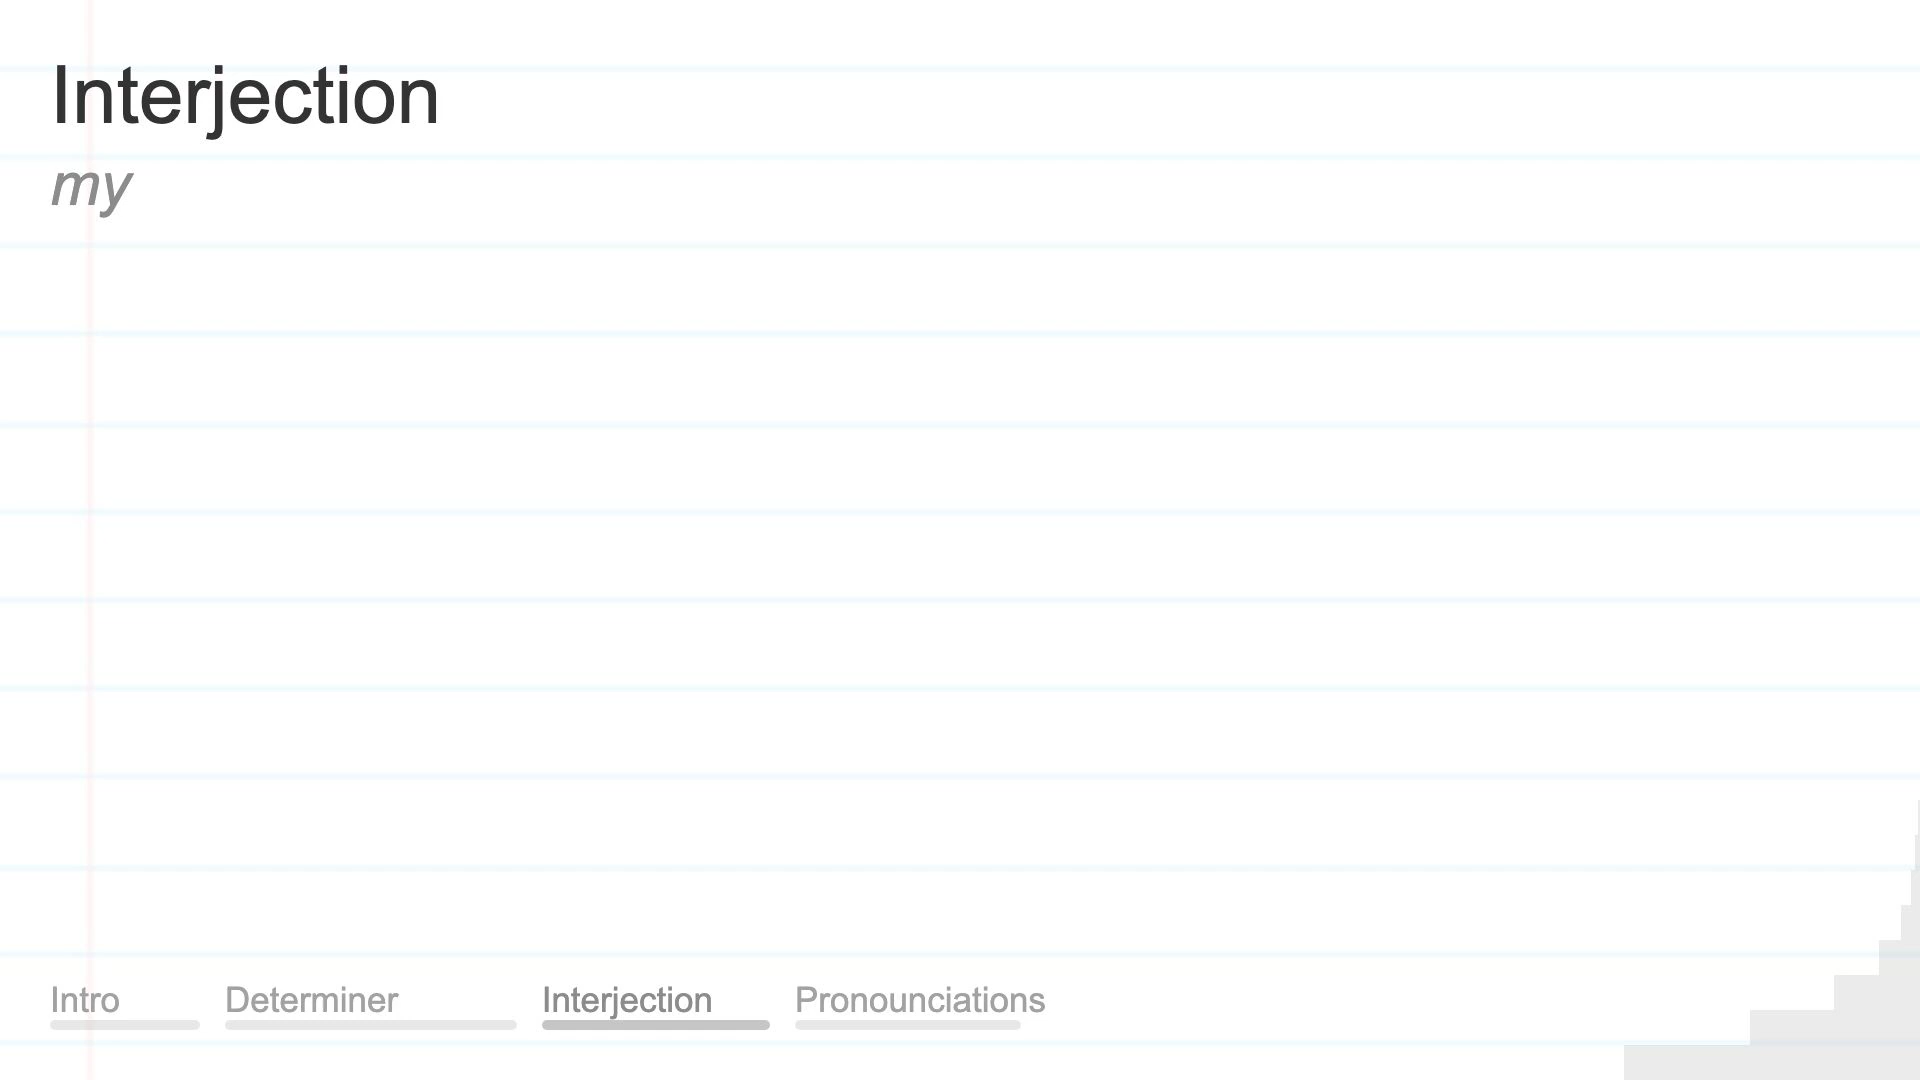 Interjection
my
Intro
Determiner
Interjection
Pronounciations